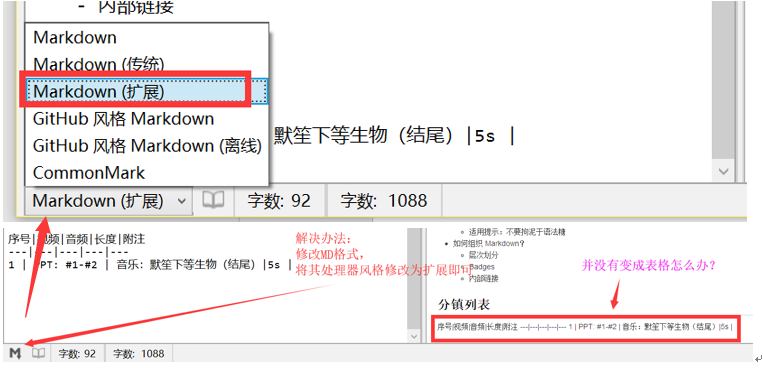 - 内部链接
Markdown
Markdown (传统)
Markdown (扩展)
GitHub 风格 Markdown
GitHub 风格 Markdown (离线)
CommonMark
默笙下等生物（结尾）|5s |
Markdown (扩展)
字数: 92
字数: 1088
序号|视频|音频|长度|附注
---|---|---|---|---
1 | PPT: #1-#2 | 音乐: 默笙下等生物（结尾）|5s |
解决办法：
修改MD格式，
将其处理器风格修改为扩展即可
适用提示：不要拘泥于语法糖
如何组织 Markdown？
层次划分
Badges
内部链接
并没有变成表格怎么办？
分镜列表
序号|视频|音频|长度|附注 ---|---|---|---|--- 1 | PPT: #1-#2 | 音乐：默笙下等生物（结尾）|5s |
字数: 92
字数: 1088